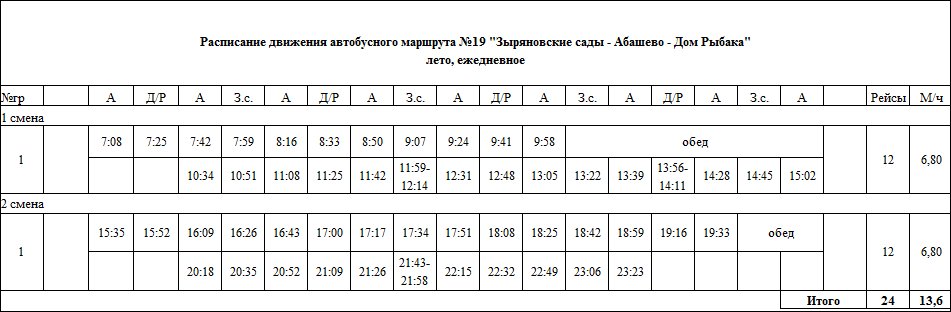 Расписание движения автобусного маршрута №19 "Зыряновские сады - Абашево - Дом Рыбака"
лето, ежедневное
№гр А Д/Р А З.с. А Д/Р А З.с. А Д/Р А З.с. А Д/Р А З.с. А Рейсы М/ч
1 смена
1 7:08 7:25 7:42 7:59 8:16 8:33 8:50 9:07 9:24 9:41 9:58 обед 12 6,80
10:34 10:51 11:08 11:25 11:42 11:59-12:14 12:31 12:48 13:05 13:22 13:39 13:56-14:11 14:28 14:45 15:02
2 смена
1 15:35 15:52 16:09 16:26 16:43 17:00 17:17 17:34 17:51 18:08 18:25 18:42 18:59 19:16 19:33 обед 12 6,80
20:18 20:35 20:52 21:09 21:26 21:43-21:58 22:15 22:32 22:49 23:06 23:23
Итого 24 13,6